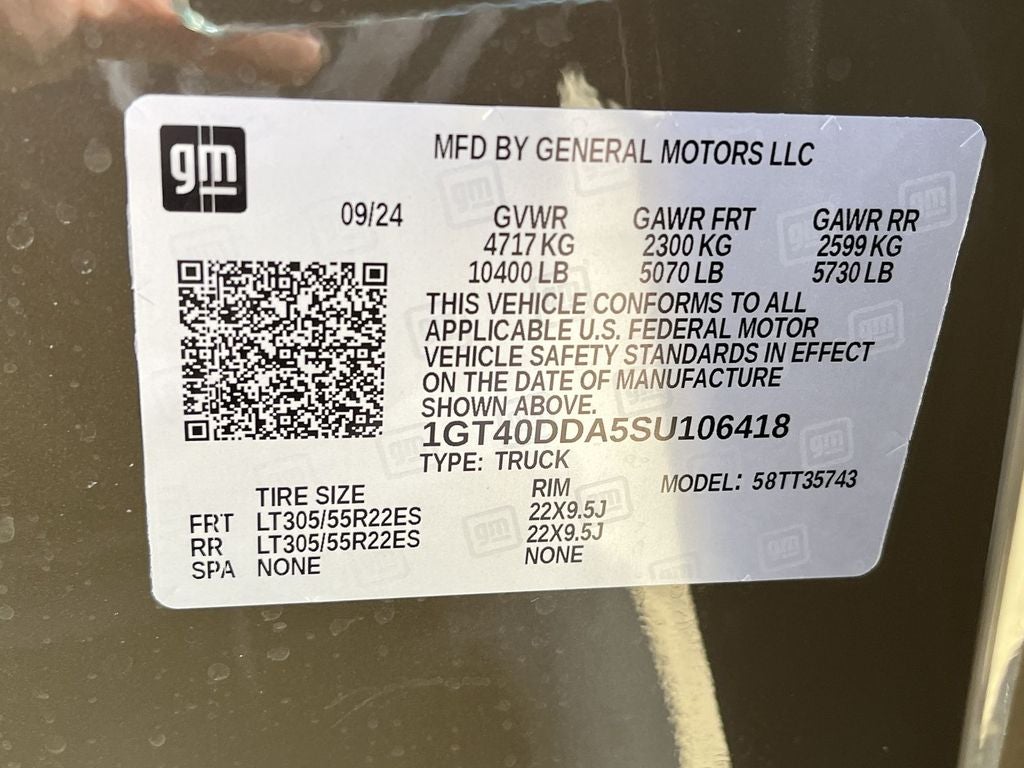 gm
MFD BY GENERAL MOTORS LLC
09/24 GVWR GAWR FRT GAWR RR
4717 KG 2300 KG 2599 KG
10400 LB 5070 LB 5730 LB
THIS VEHICLE CONFORMS TO ALL
APPLICABLE U.S. FEDERAL MOTOR
VEHICLE SAFETY STANDARDS IN EFFECT
ON THE DATE OF MANUFACTURE
SHOWN ABOVE.
1GT40DDA5SU106418
TYPE: TRUCK MODEL: 58TT35743
TIRE SIZE RIM
FRT LT305/55R22ES 22X9.5J
RR LT305/55R22ES 22X9.5J
SPA NONE NONE